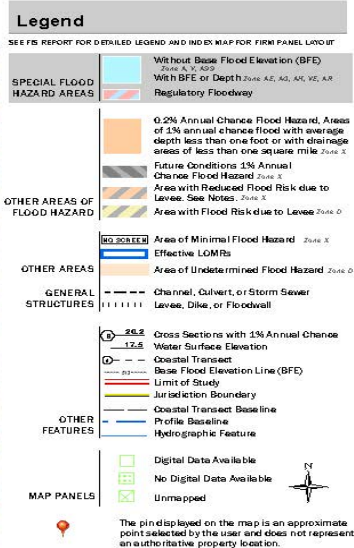 Legend
SEE FIS REPORT FOR DETAILED LEGEND AND INDEX MAP FOR FIRM PANEL LAYOUT
SPECIAL FLOOD
HAZARD AREAS
Without Base Flood Elevation (BFE)
Zone A, V, A99
With BFE or Depth Zone AE, AO, AH, VE, AR
Regulatory Floodway
OTHER AREAS OF
FLOOD HAZARD
0.2% Annual Chance Flood Hazard, Areas
of 1% annual chance flood with average
depth less than one foot or with drainage
areas of less than one square mile Zone X
Future Conditions 1% Annual
Chance Flood Hazard Zone X
Area with Reduced Flood Risk due to
Levee. See Notes. Zone X
Area with Flood Risk due to Levee Zone D
OTHER AREAS
NO SCREEN Area of Minimal Flood Hazard Zone X
Effective LOMRs
Area of Undetermined Flood Hazard Zone D
GENERAL
STRUCTURES
Channel, Culvert, or Storm Sewer
Levee, Dike, or Floodwall
OTHER
FEATURES
20.2 Cross Sections with 1% Annual Chance
17.5 Water Surface Elevation
Coastal Transect
Base Flood Elevation Line (BFE)
Limit of Study
Jurisdiction Boundary
Coastal Transect Baseline
Profile Baseline
Hydrographic Feature
MAP PANELS
Digital Data Available
No Digital Data Available
Unmapped
N
The pin displayed on the map is an approximate
point selected by the user and does not represent
an authoritative property location.